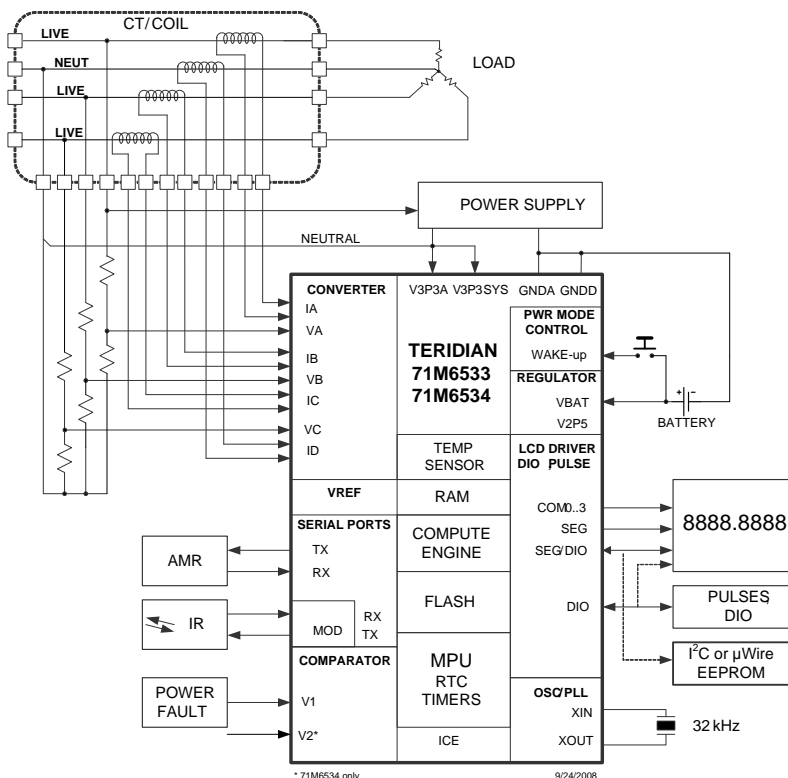 CT/COIL
LIVE
NEUT
LIVE
LIVE
LOAD
POWER SUPPLY
NEUTRAL
CONVERTER
IA
VA
IB
VB
IC
VC
ID
V3P3A V3P3SYS
GNDA GNDD
TERIDIAN
71M6533
71M6534
PWR MODE
CONTROL
WAKE-up
REGULATOR
VBAT
V2P5
BATTERY
+ -
TEMP
SENSOR
LCD DRIVER
DIO, PULSE
VREF
RAM
COM0..3
SEG
SEG/DIO
DIO
8888.8888
SERIAL PORTS
TX
RX
AMR
COMPUTE
ENGINE
FLASH
PULSES,
DIO
IR
MOD
RX
TX
I²C or µWire
EEPROM
COMPARATOR
V1
V2*
POWER
FAULT
MPU
RTC
TIMERS
ICE
OSC/PLL
XIN
XOUT
32 kHz
* 71M6534 only
9/24/2008